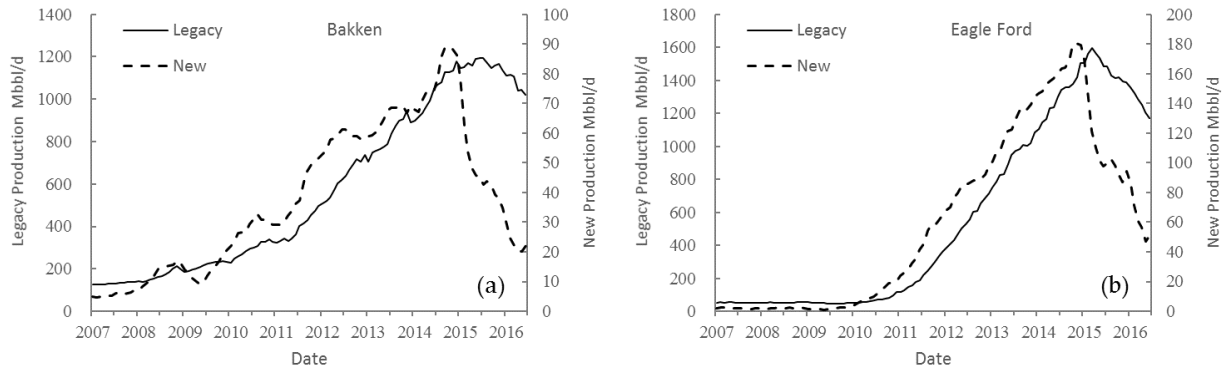 Bakken
Legacy
New
Legacy Production Mbbl/d
1400
1200
1000
800
600
400
200
0
New Production Mbbl/d
100
90
80
70
60
50
40
30
20
10
0
2007 2008 2009 2010 2011 2012 2013 2014 2015 2016
Date
(a)
Eagle Ford
Legacy
New
Legacy Production Mbbl/d
1800
1600
1400
1200
1000
800
600
400
200
0
New Production Mbbl/d
200
180
160
140
120
100
80
60
40
20
0
2007 2008 2009 2010 2011 2012 2013 2014 2015 2016
Date
(b)